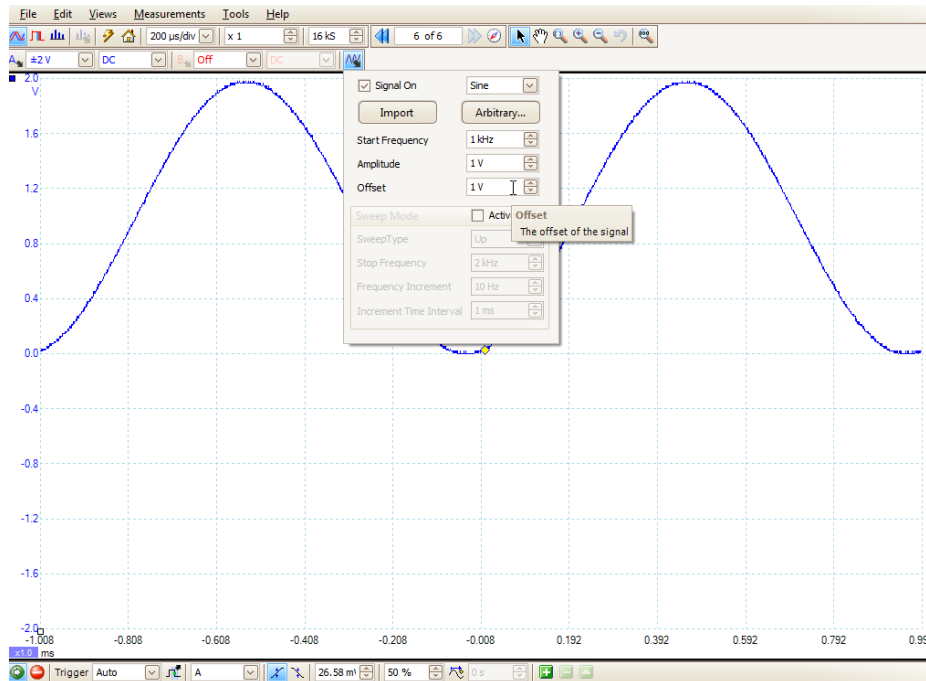 File Edit Views Measurements Tools Help
200 µs/div x 1 16 kS 6 of 6
A ±2 V DC B Off DC
2.0
V
1.6
1.2
0.8
0.4
0.0
-0.4
-0.8
-1.2
-1.6
-2.0
Signal On Sine
Import Arbitrary...
Start Frequency 1 kHz
Amplitude 1 V
Offset 1 V
Sweep Mode Activ
Offset
The offset of the signal
SweepType Up
Stop Frequency 2 kHz
Frequency Increment 10 Hz
Increment Time Interval 1 ms
-1.008 -0.808 -0.608 -0.408 -0.208 -0.008 0.192 0.392 0.592 0.792 0.99
x1.0 ms
Trigger Auto A 26.58 m 50 % 0 s